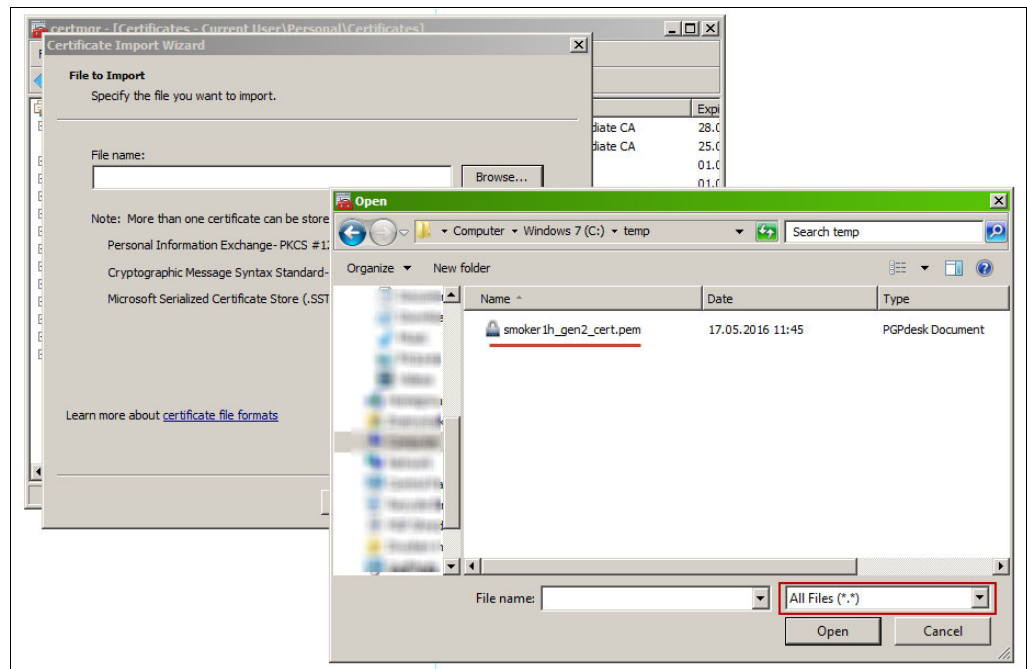 certmgr - [Certificates - Current User\Personal\Certificates]
Certificate Import Wizard
File to Import
Specify the file you want to import.
File name:
Browse...
Note: More than one certificate can be store
Personal Information Exchange- PKCS #12
Cryptographic Message Syntax Standard-
Microsoft Serialized Certificate Store (.SST
Learn more about certificate file formats
Expi
diate CA 28.0
diate CA 25.0
01.0
01.0
Open
Computer Windows 7 (C:) temp
Search temp
Organize New folder
Name Date Type
smoker1h_gen2_cert.pem 17.05.2016 11:45 PGPdesk Document
File name:
All Files (*.*)
Open Cancel